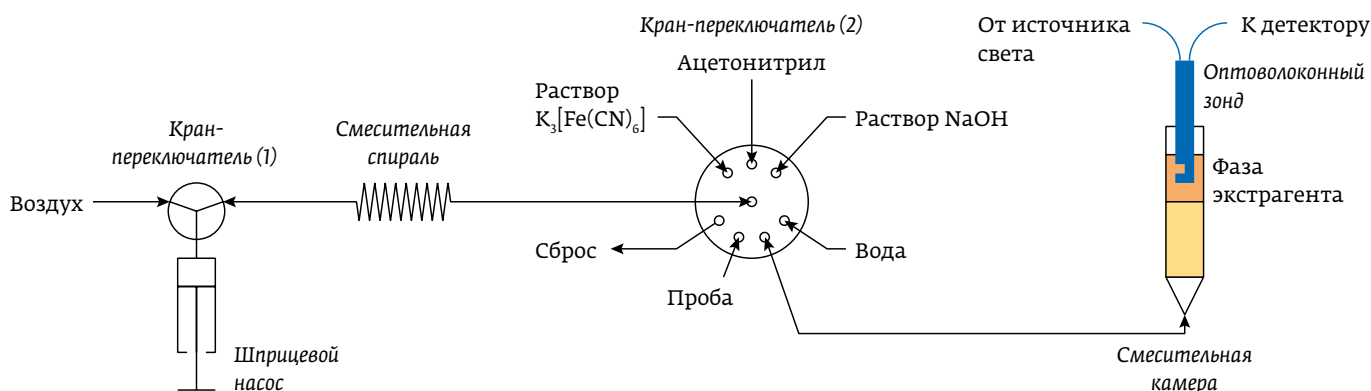 Кран-переключатель (2)
Ацетонитрил
От источника
света
К детектору
Оптоволоконный
зонд
Раствор
K₃[Fe(CN)₆]
Раствор NaOH
Кран-
переключатель (1)
Смесительная
спираль
Фаза
экстрагента
Воздух
Сброс
Вода
Проба
Шприцевой
насос
Смесительная
камера